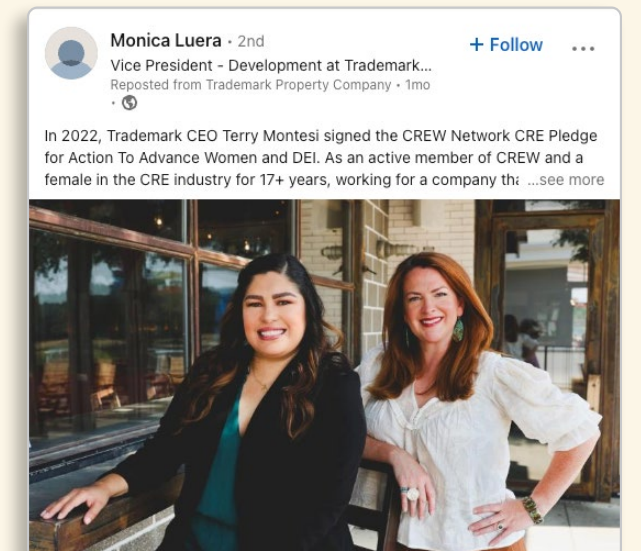 Monica Luera • 2nd
+ Follow ...
Vice President - Development at Trademark...
Reposted from Trademark Property Company • 1mo
•
In 2022, Trademark CEO Terry Montesi signed the CREW Network CRE Pledge
for Action To Advance Women and DEI. As an active member of CREW and a
female in the CRE industry for 17+ years, working for a company ...see more